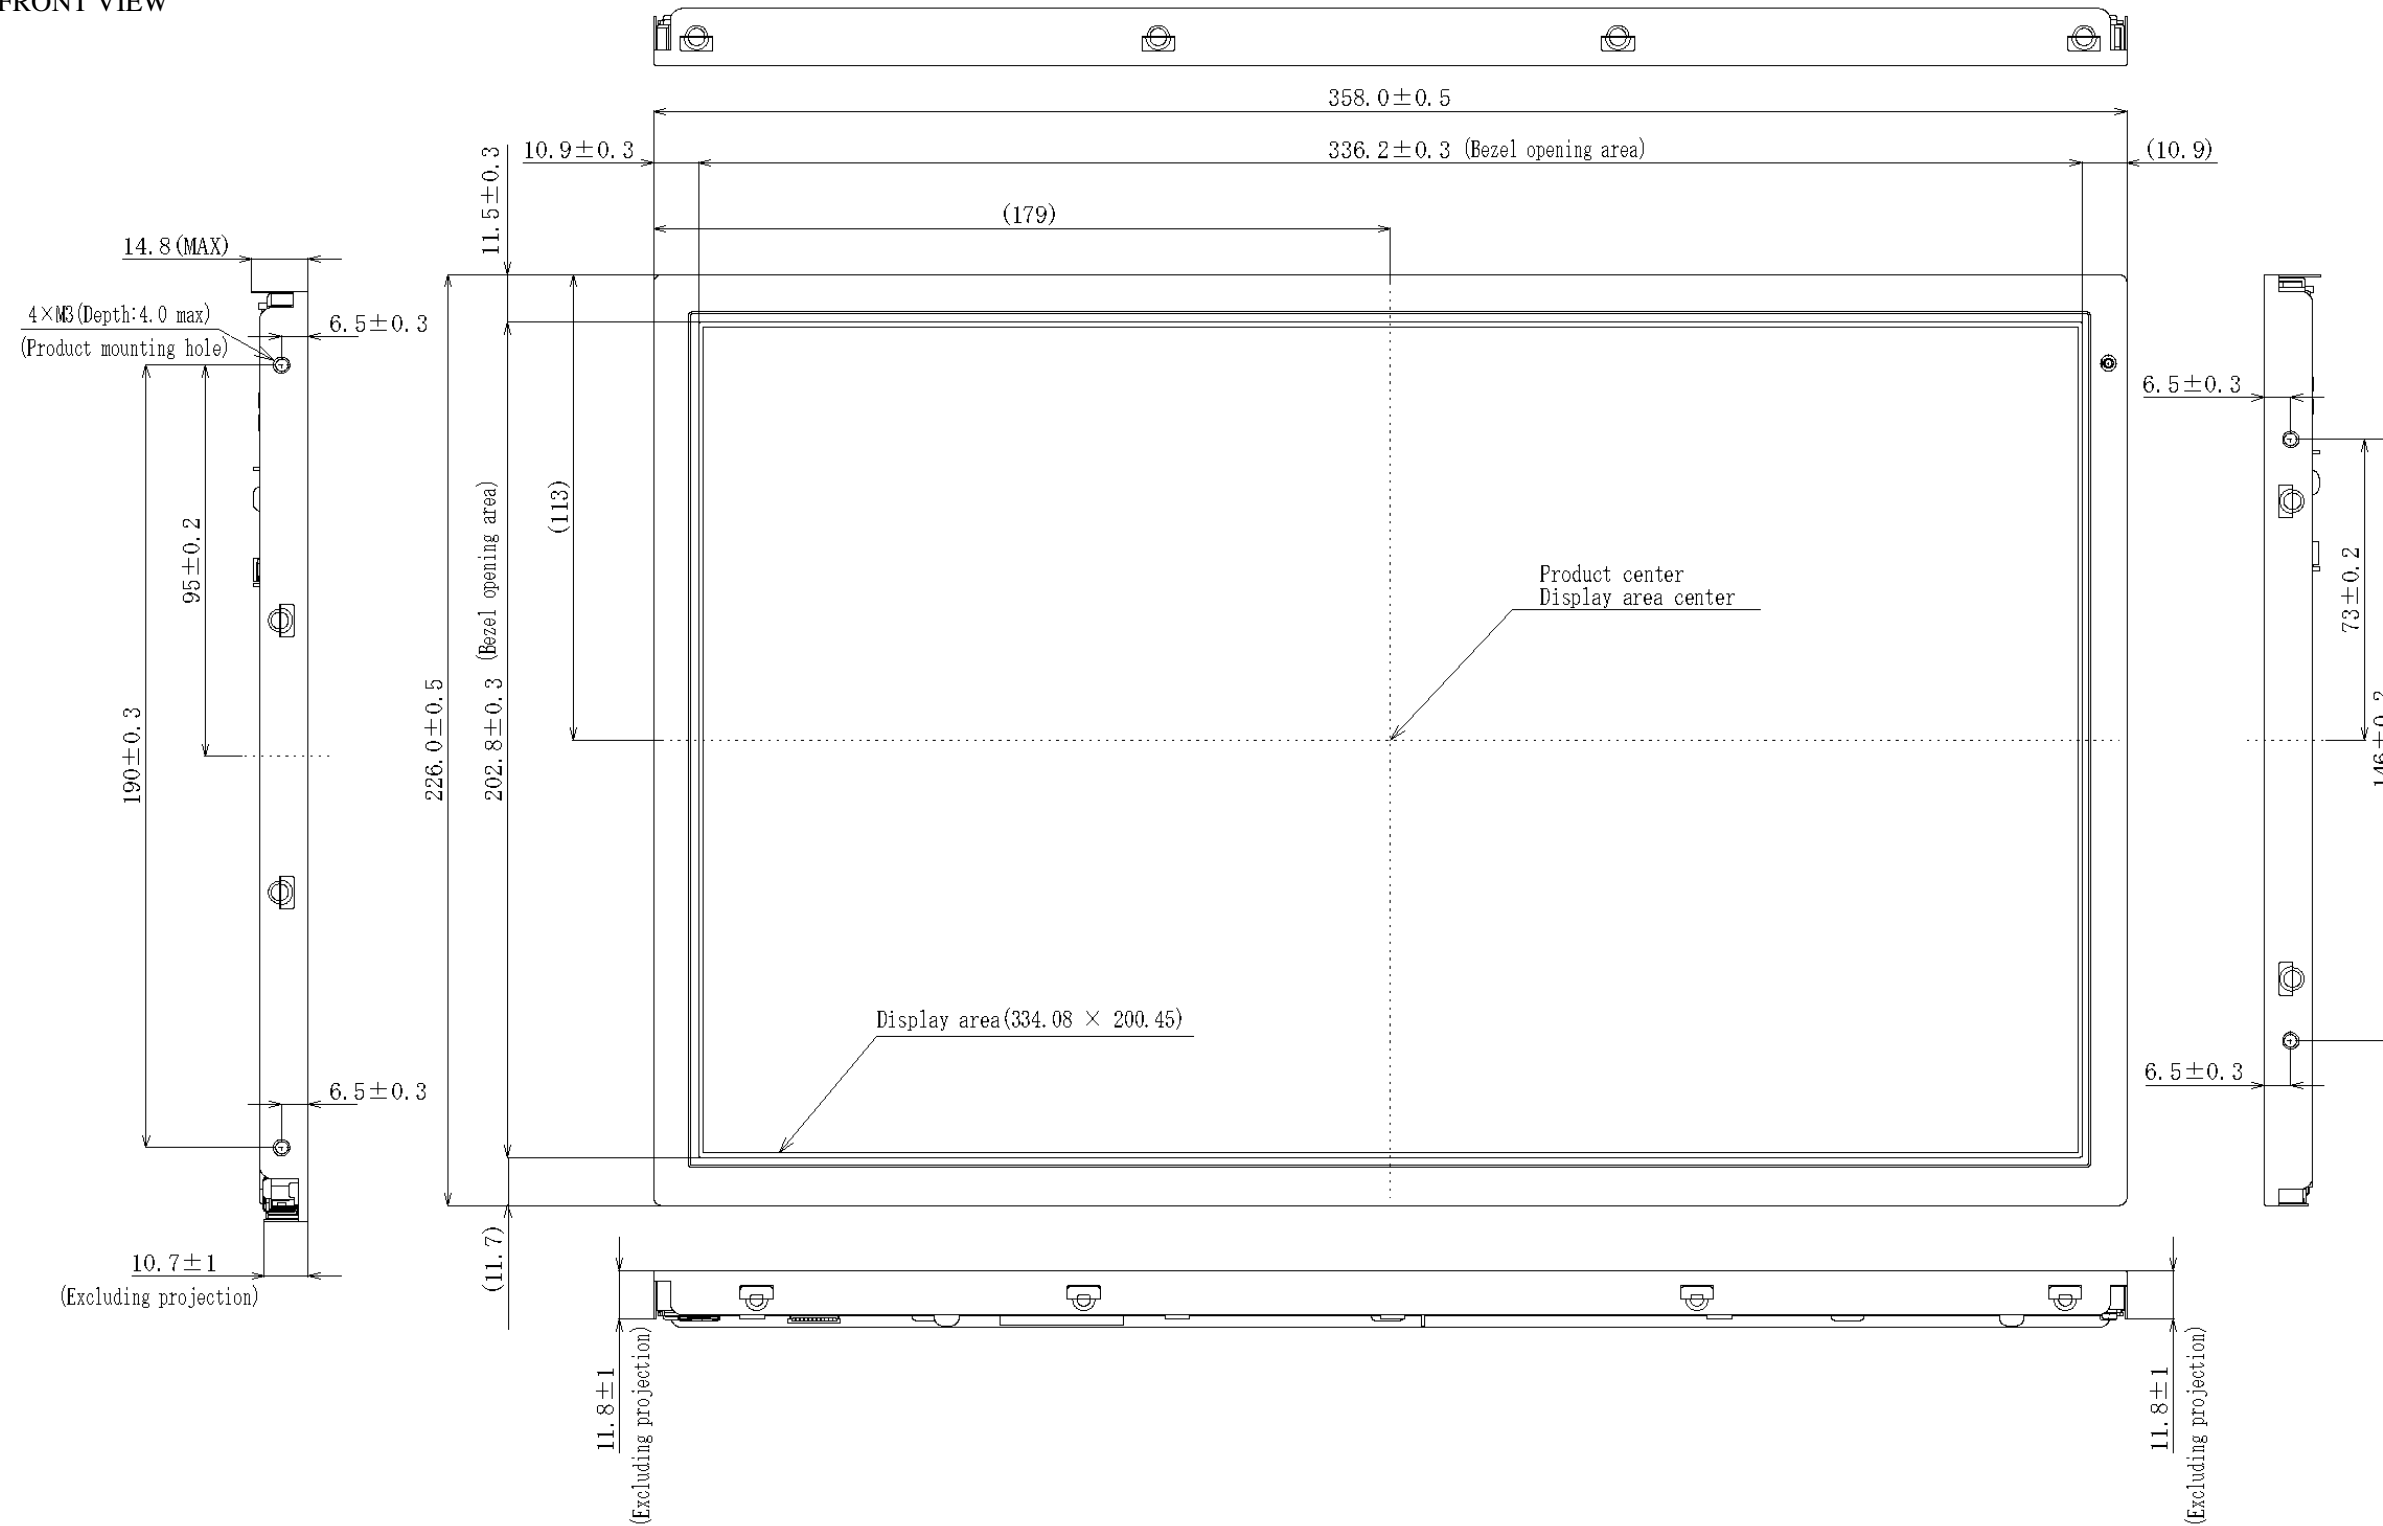 FRONT VIEW
358.0±0.5
10.9±0.3
336.2±0.3 (Bezel opening area)
(10.9)
11.5±0.3
(179)
14.8(MAX)
4×M3(Depth:4.0 max)
(Product mounting hole)
6.5±0.3
6.5±0.3
95±0.2
190±0.3
226.0±0.5
202.8±0.3 (Bezel opening area)
(113)
Product center
Display area center
73±0.2
146±0.2
Display area(334.08 × 200.45)
6.5±0.3
6.5±0.3
10.7±1
(Excluding projection)
(11.7)
11.8±1
(Excluding projection)
11.8±1
(Excluding projection)